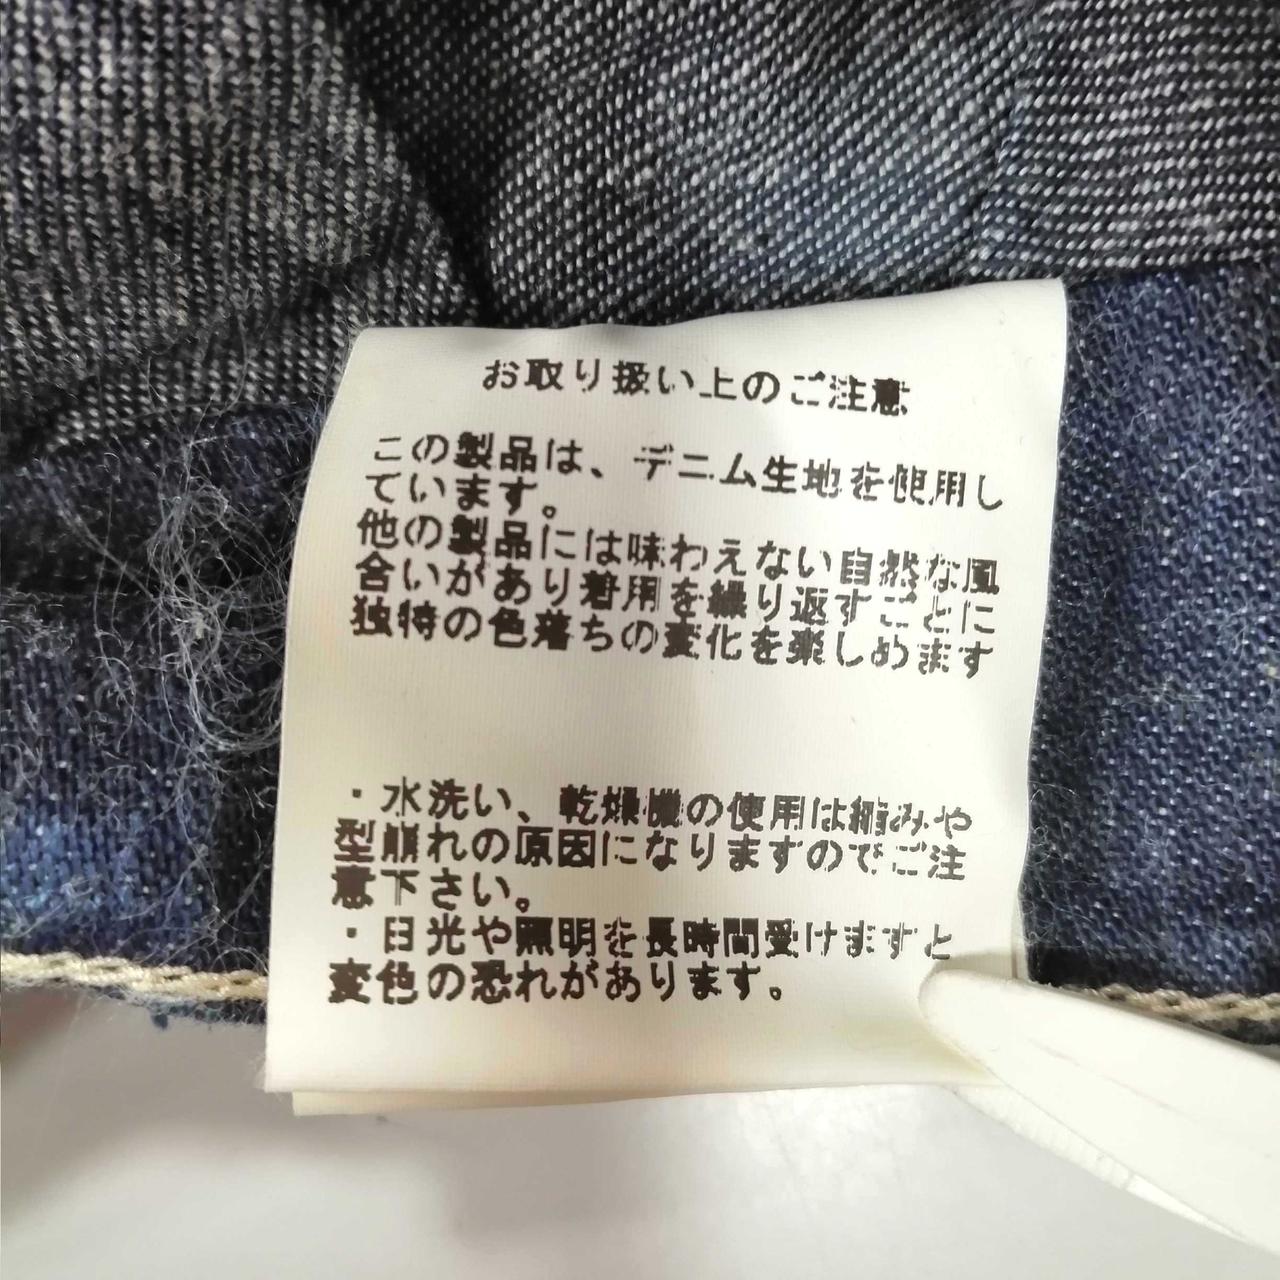 お取り扱い上のご注意
この製品は、デニム生地を使用し
ています。
他の製品には味わえない自然な風
合いがあり着用を繰り返すごとに
独特の色落ちの変化を楽しめます
・水洗い、乾燥機の使用は縮みや
型崩れの原因になりますのでご注
意下さい。
・日光や照明を長時間受けますと
変色の恐れがあります。